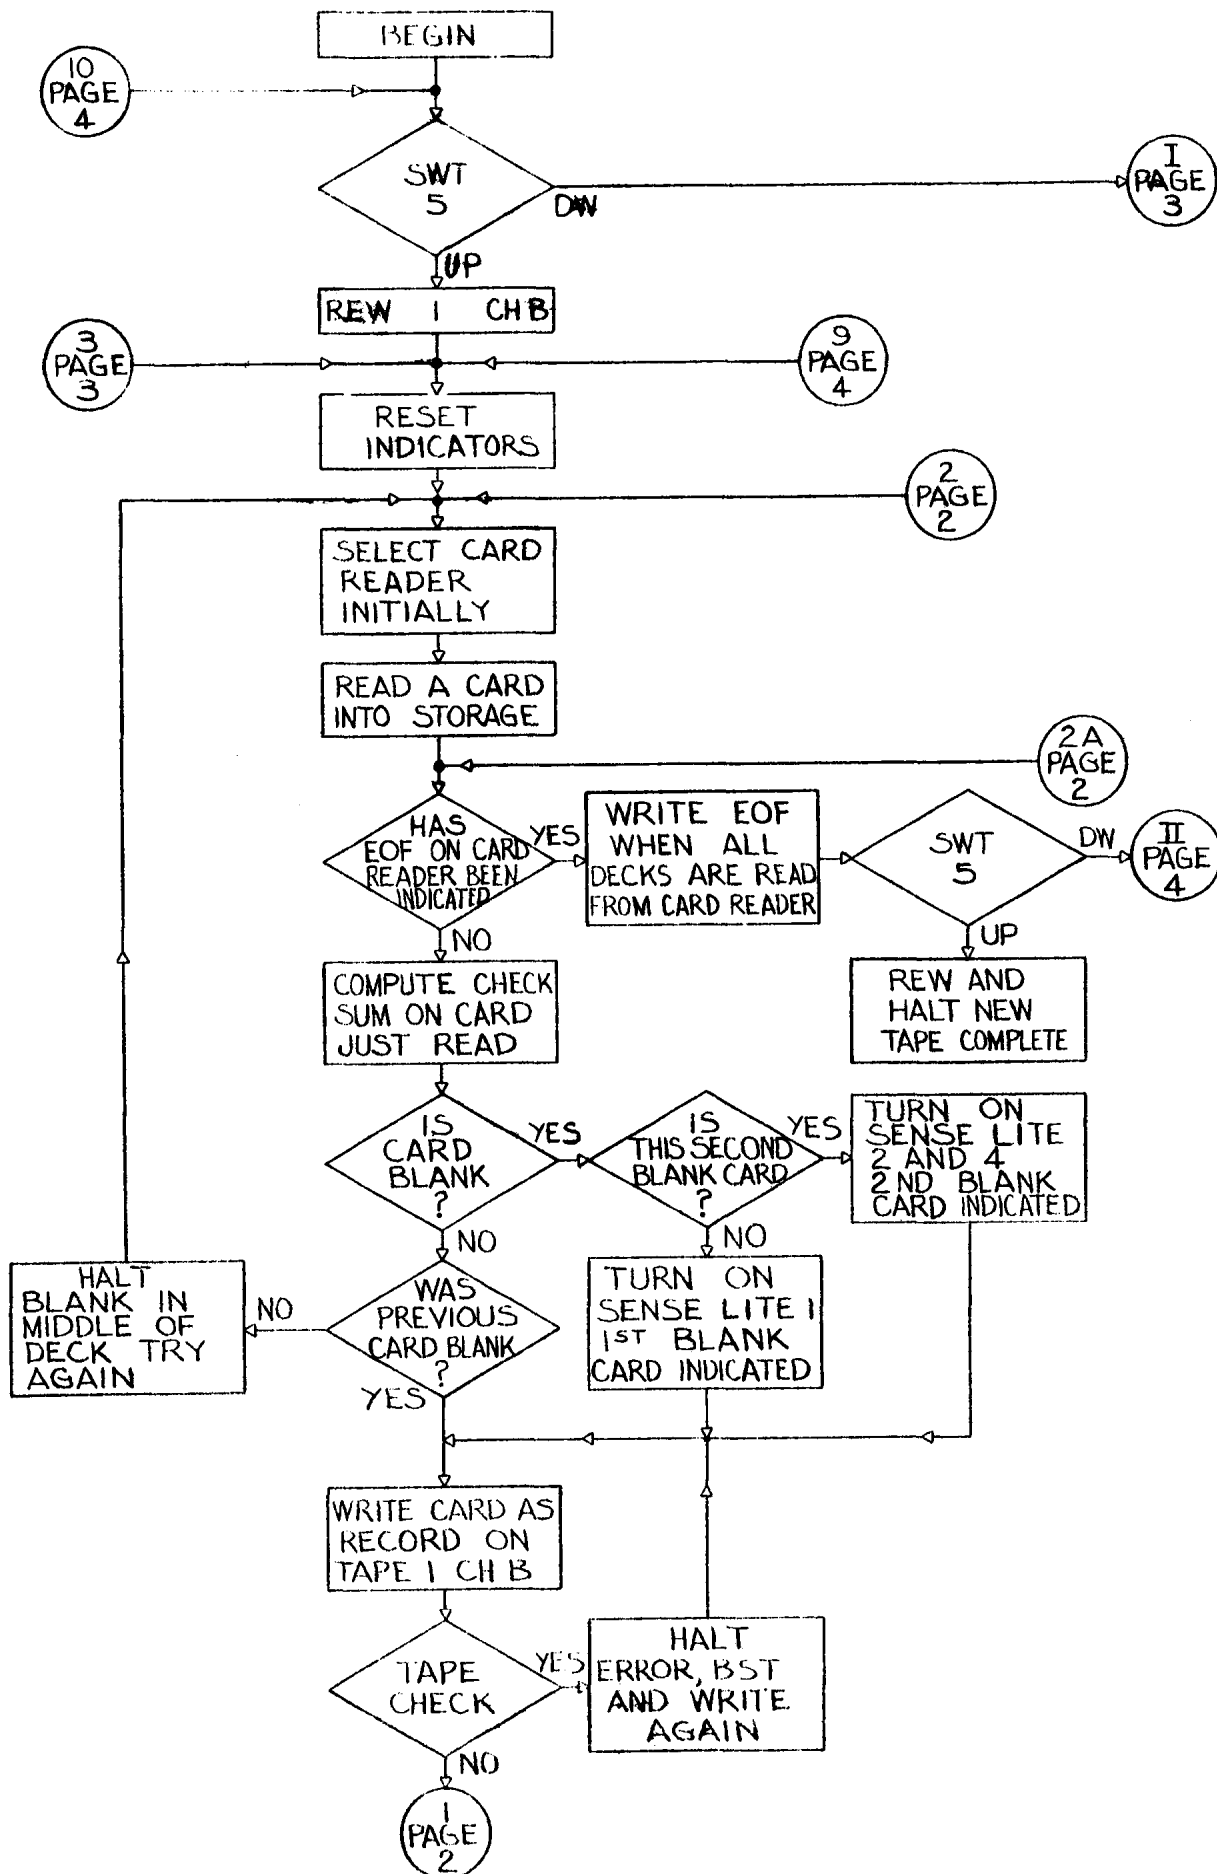 BEGIN
10
PAGE
4
SWT
5
DW
I
PAGE
3
UP
REW 1 CH B
3
PAGE
3
9
PAGE
4
RESET
INDICATORS
2
PAGE
2
SELECT CARD
READER
INITIALLY
READ A CARD
INTO STORAGE
2A
PAGE
2
HAS
EOF ON CARD
READER BEEN
INDICATED
YES
WRITE EOF
WHEN ALL
DECKS ARE READ
FROM CARD READER
SWT
5
DW
II
PAGE
4
NO
UP
COMPUTE CHECK
SUM ON CARD
JUST READ
REW AND
HALT NEW
TAPE COMPLETE
IS
CARD
BLANK
?
YES
IS
THIS SECOND
BLANK CARD
?
YES
TURN ON
SENSE LITE
2 AND 4
2ND BLANK
CARD INDICATED
NO
NO
HALT
BLANK IN
MIDDLE OF
DECK TRY
AGAIN
NO
WAS
PREVIOUS
CARD BLANK
?
YES
TURN ON
SENSE LITE 1
1ST BLANK
CARD INDICATED
WRITE CARD AS
RECORD ON
TAPE 1 CH B
TAPE
CHECK
YES
HALT
ERROR, BST
AND WRITE
AGAIN
NO
1
PAGE
2